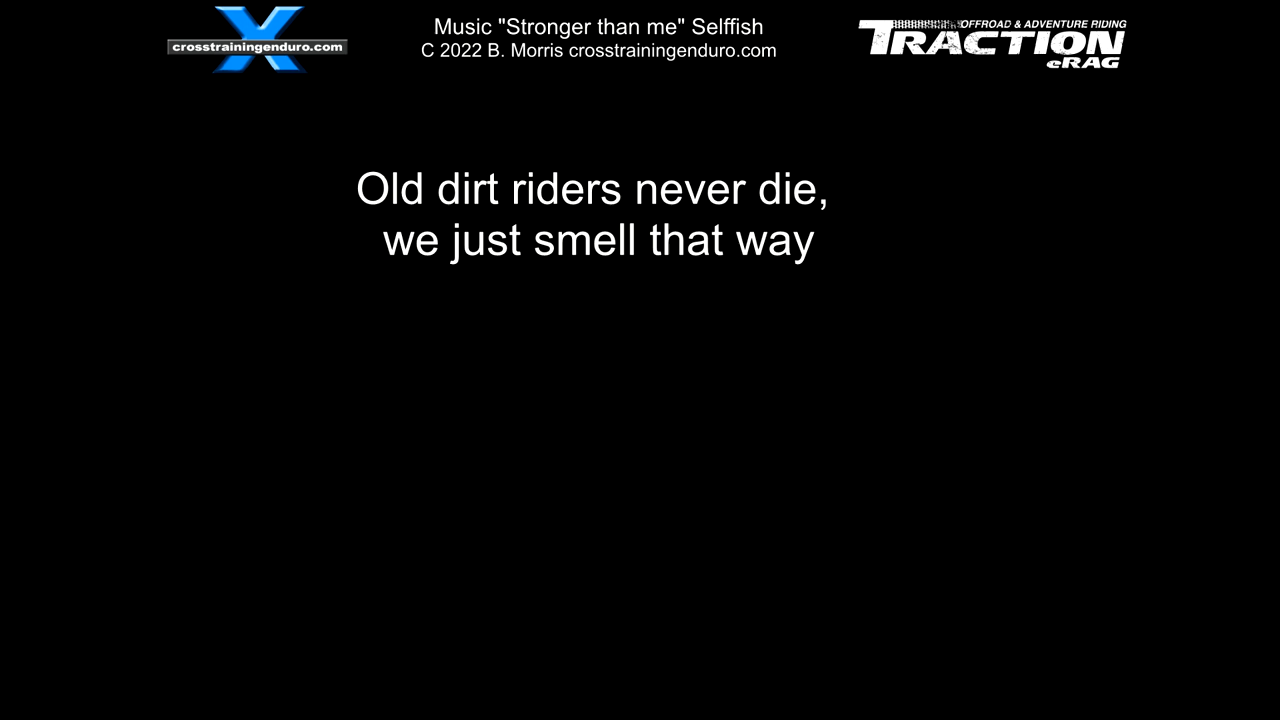 crosstrainingenduro.com
Music "Stronger than me" Selffish
C 2022 B. Morris crosstrainingenduro.com
OFFROAD & ADVENTURE RIDING
TRACTION
eRAG
Old dirt riders never die,
we just smell that way